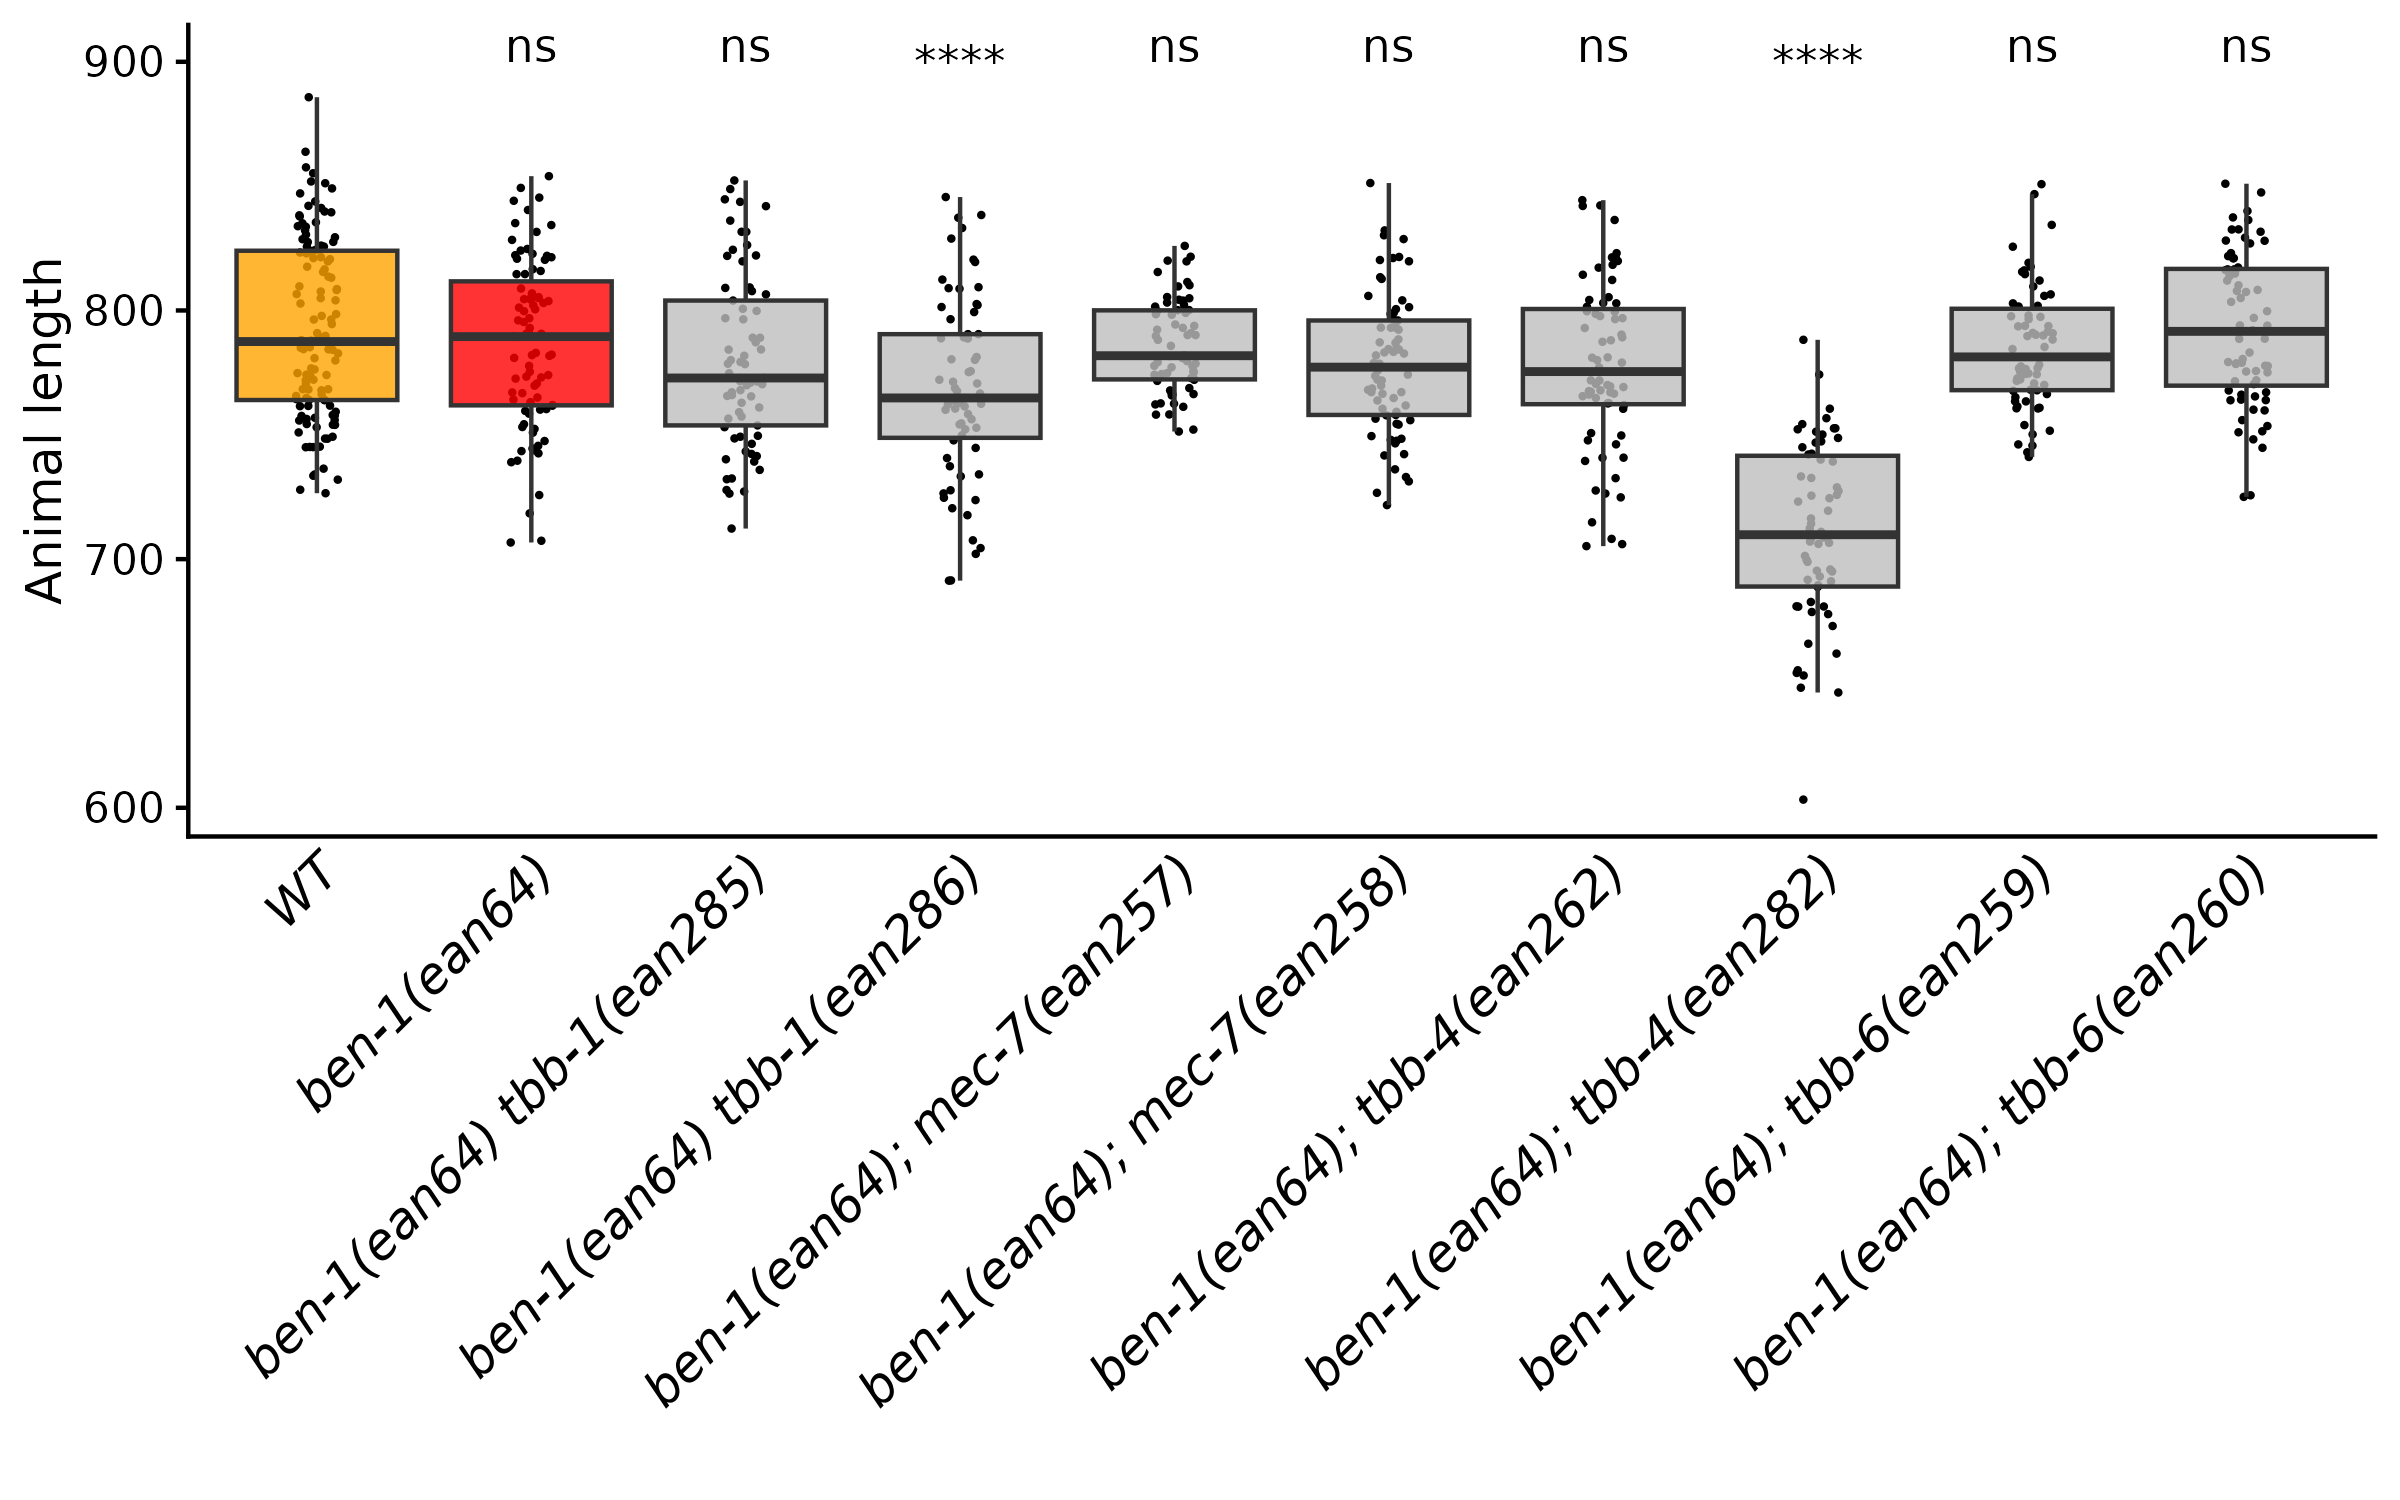 ns ns **** ns ns ns **** ns ns
900
800
700
600
Animal length
WT
ben-1(ean64)
ben-1(ean64) tbb-1(ean285)
ben-1(ean64) tbb-1(ean286)
ben-1(ean64); mec-7(ean257)
ben-1(ean64); mec-7(ean258)
ben-1(ean64); tbb-4(ean262)
ben-1(ean64); tbb-4(ean282)
ben-1(ean64); tbb-6(ean259)
ben-1(ean64); tbb-6(ean260)